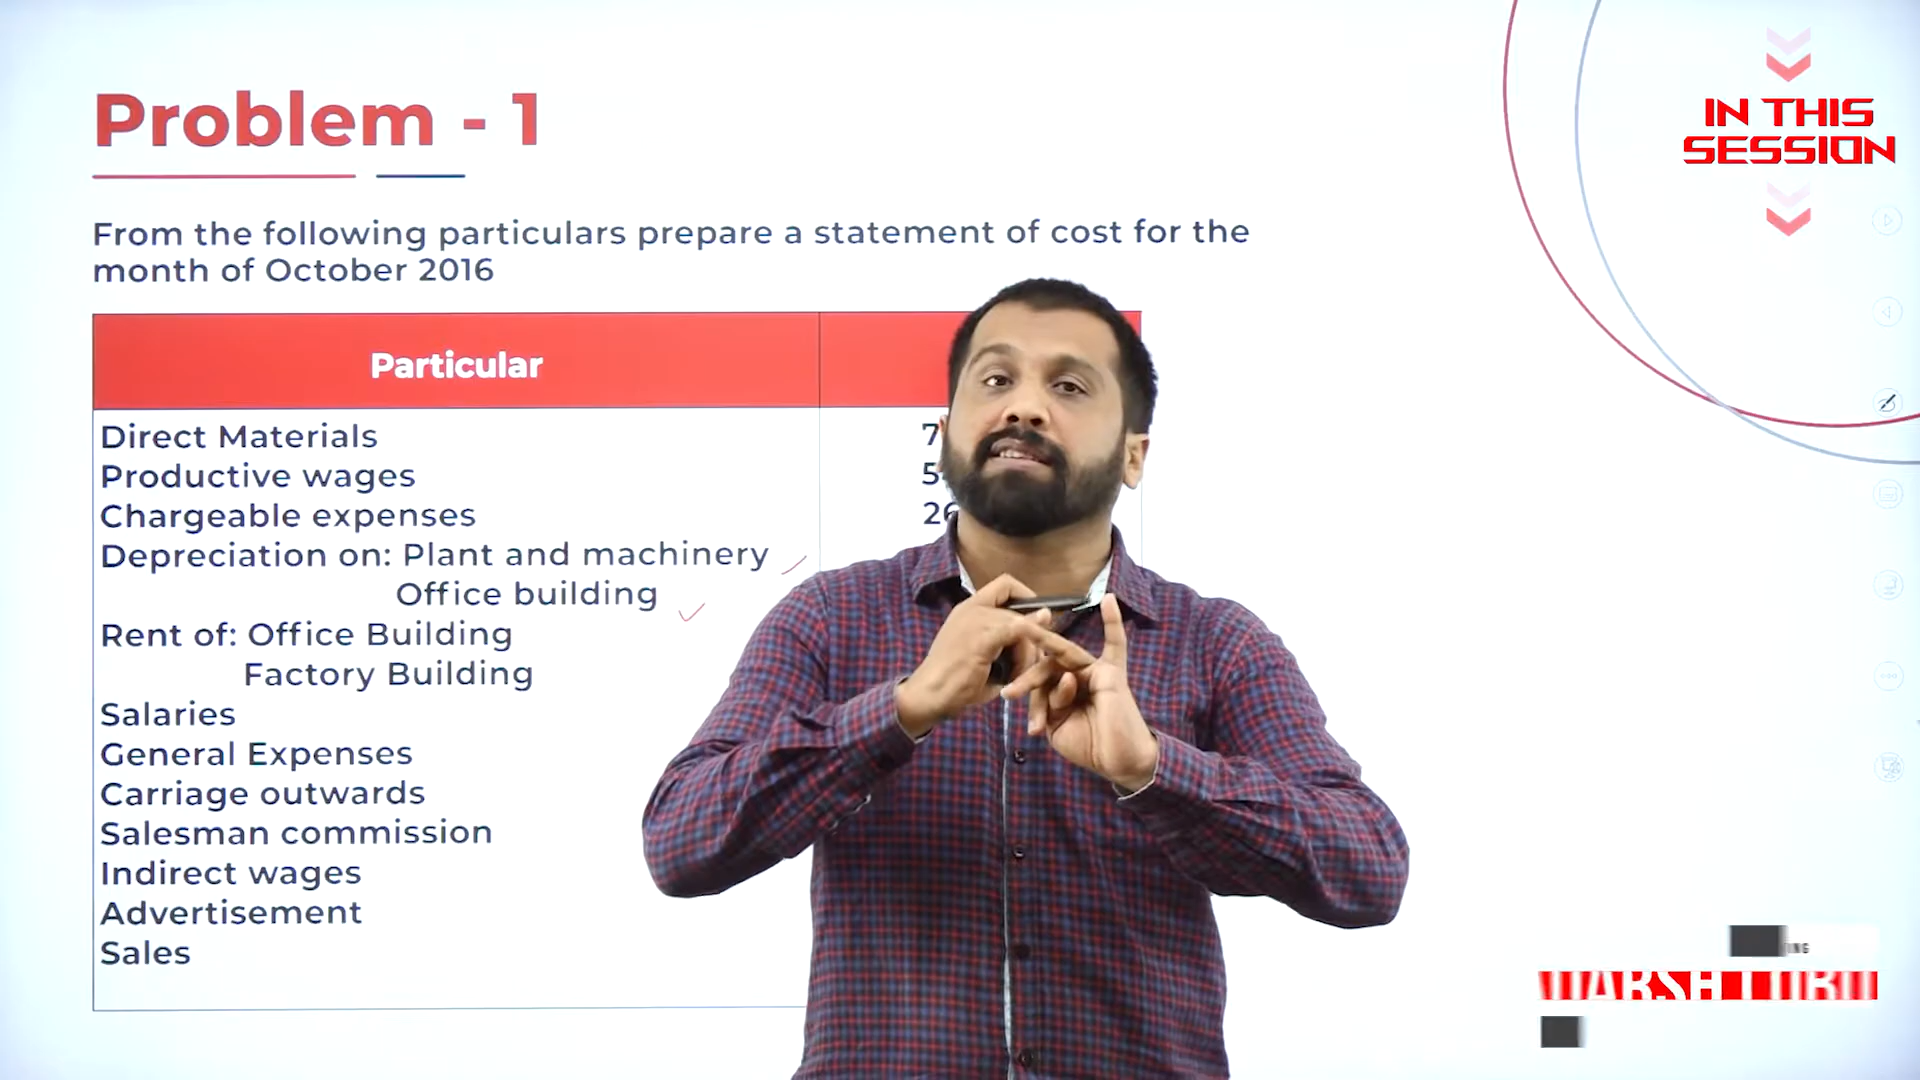 Problem - 1
IN THIS
SESSION
From the following particulars prepare a statement of cost for the
month of October 2016
Particular
Direct Materials
Productive wages
Chargeable expenses
Depreciation on: Plant and machinery
Office building
Rent of: Office Building
Factory Building
Salaries
General Expenses
Carriage outwards
Salesman commission
Indirect wages
Advertisement
Sales